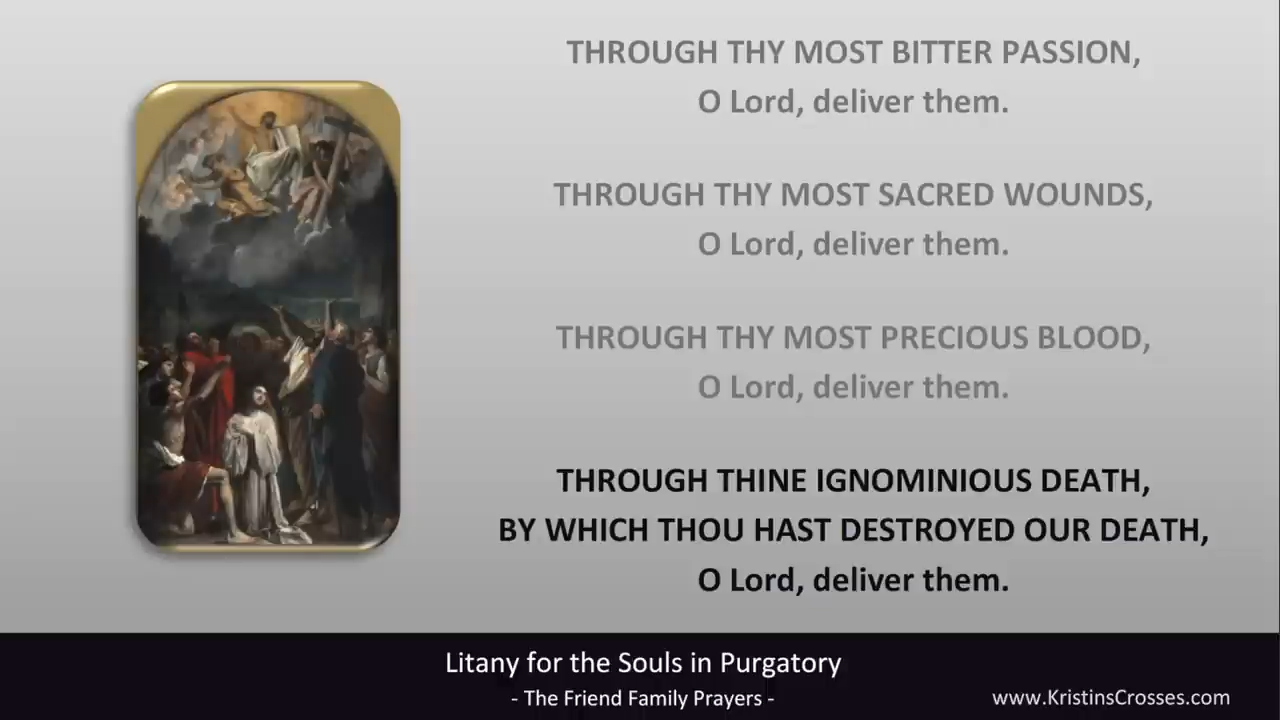 THROUGH THY MOST BITTER PASSION,
O Lord, deliver them.
THROUGH THY MOST SACRED WOUNDS,
O Lord, deliver them.
THROUGH THY MOST PRECIOUS BLOOD,
O Lord, deliver them.
THROUGH THINE IGNOMINIOUS DEATH,
BY WHICH THOU HAST DESTROYED OUR DEATH,
O Lord, deliver them.
Litany for the Souls in Purgatory
- The Friend Family Prayers -
www.KristinsCrosses.com